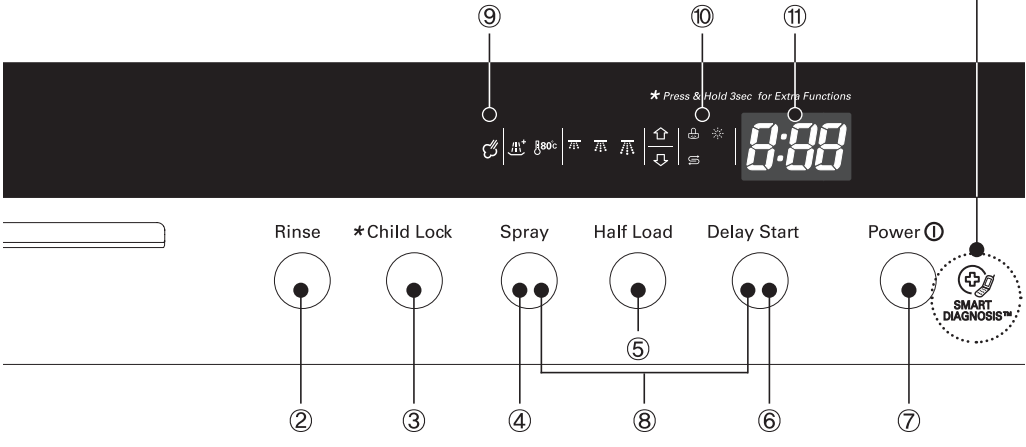 ⑨ ⑩ ⑪
* Press & Hold 3sec for Extra Functions
80°c 8:88
Rinse *Child Lock Spray Half Load Delay Start Power
SMART
DIAGNOSIS™
⑤
② ③ ④ ⑧ ⑥ ⑦